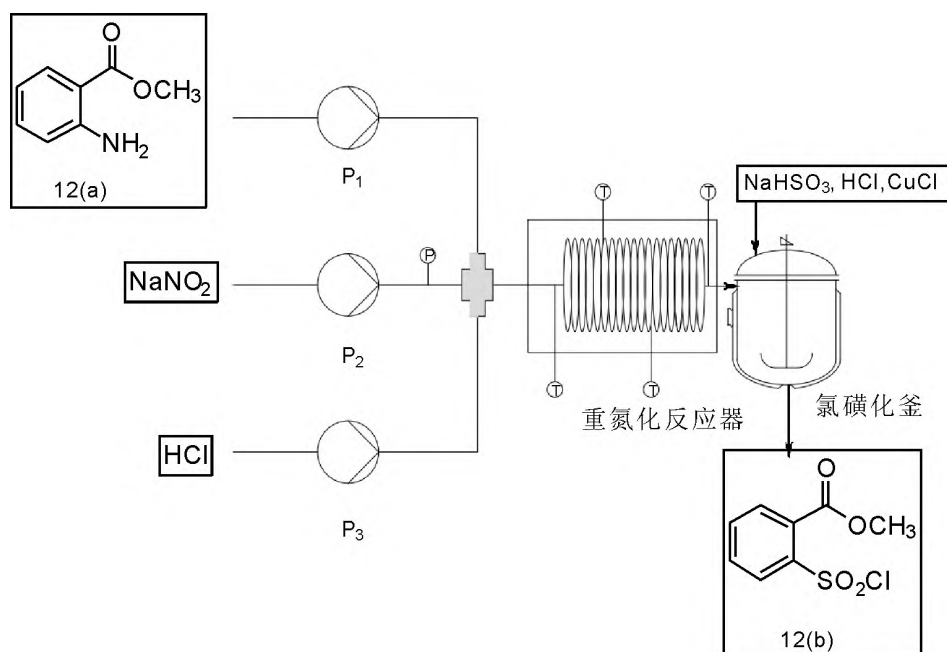 O
OCH₃
NH₂
12(a)
P₁
NaNO₂
P
P₂
HCl
P₃
T
T
T
T
重氮化反应器
NaHSO₃, HCl,CuCl
氯磺化釜
O
OCH₃
SO₂Cl
12(b)